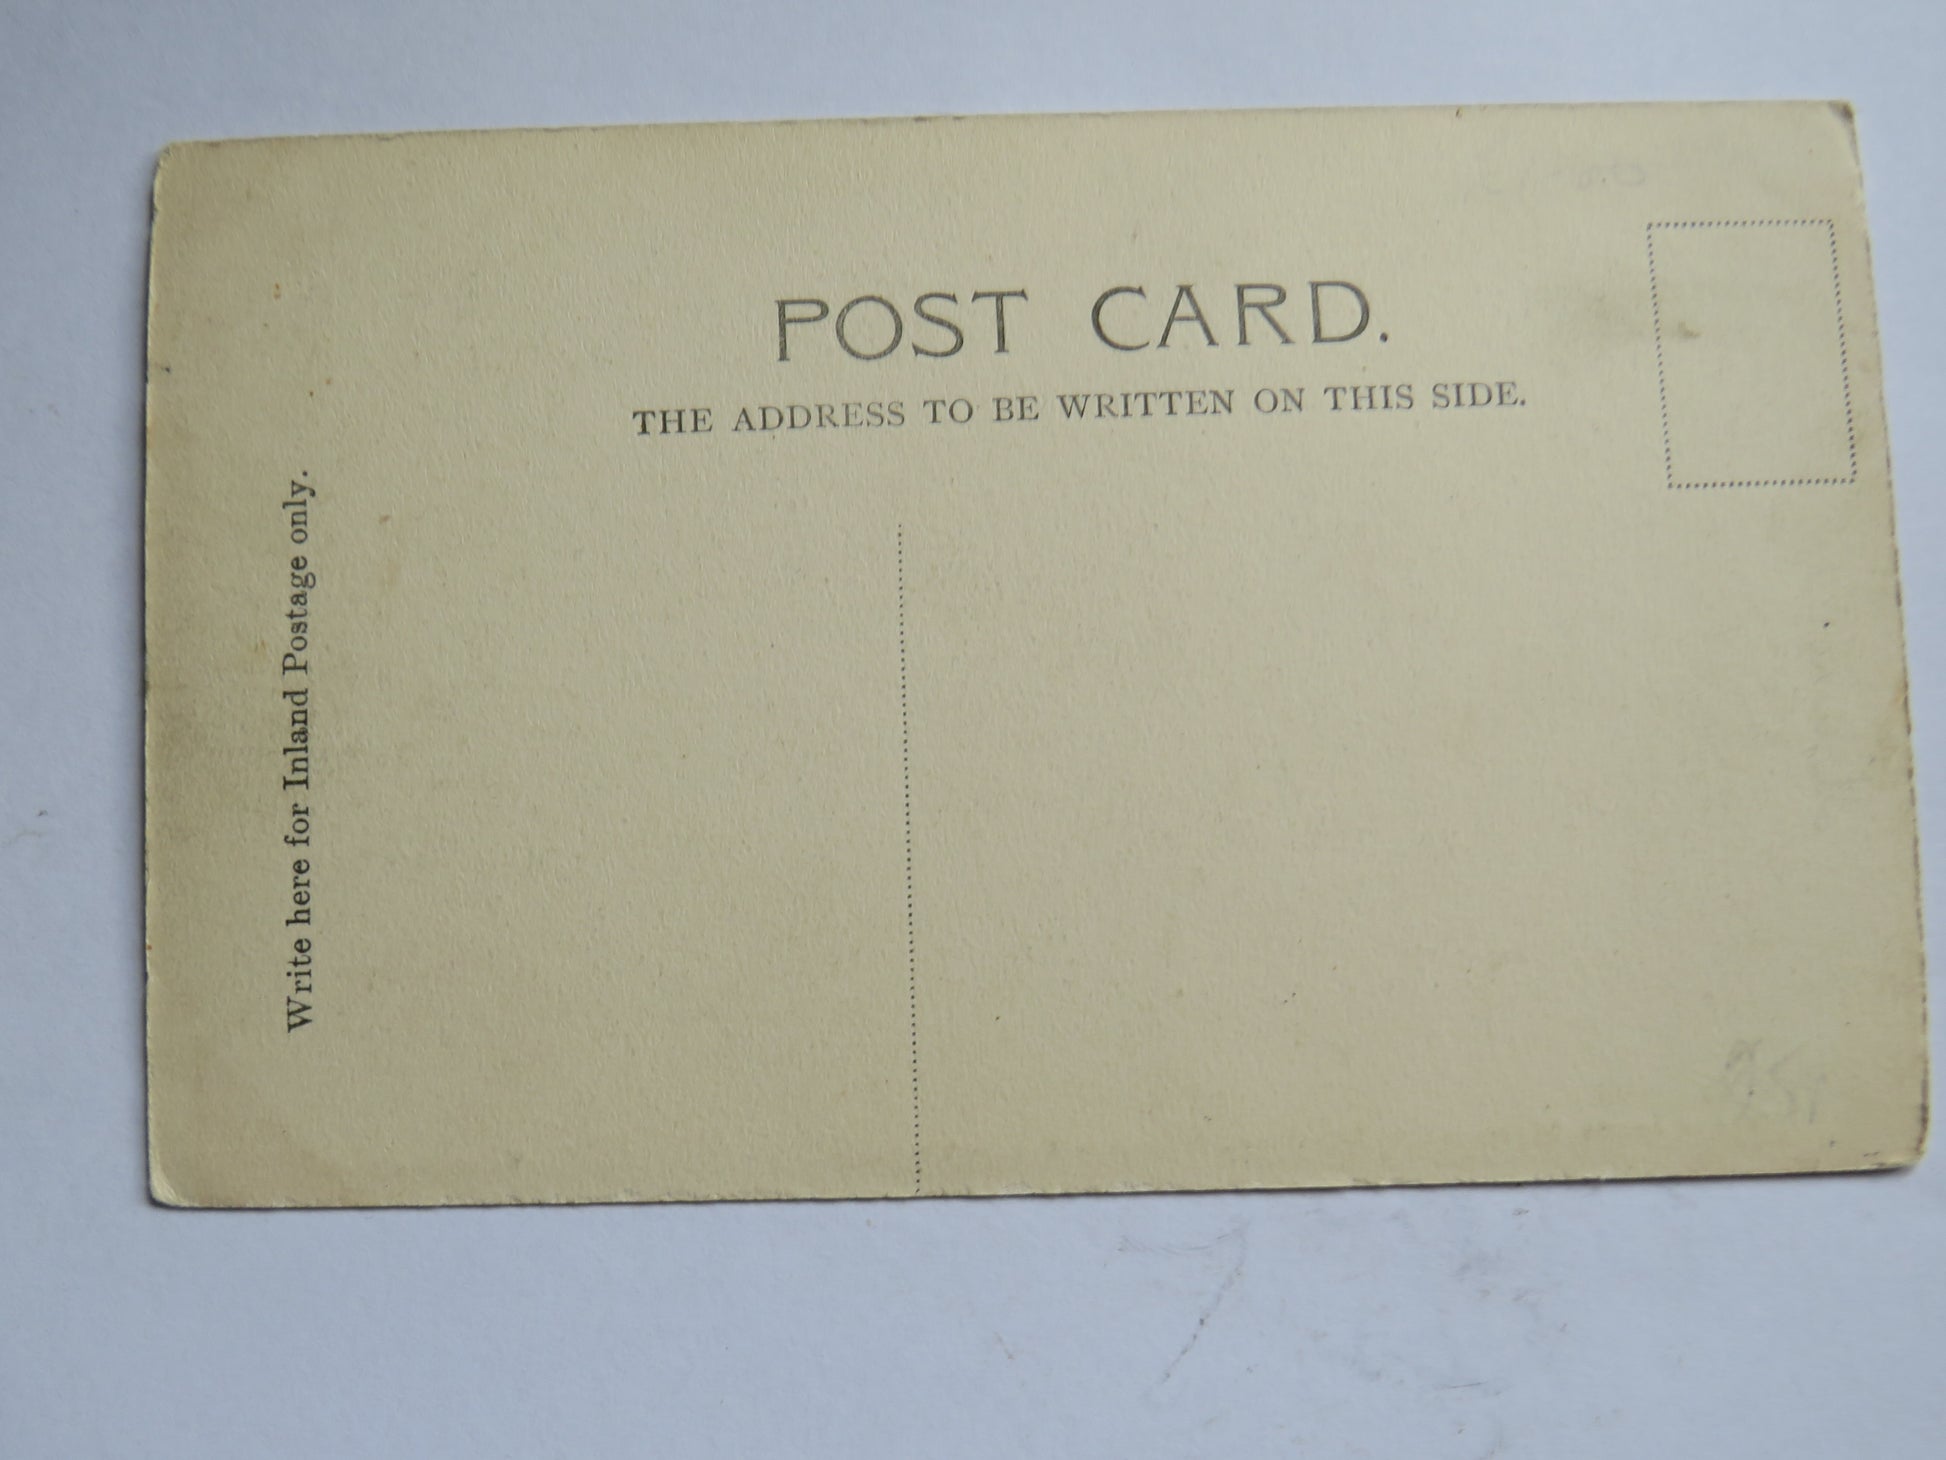 POST CARD.
THE ADDRESS TO BE WRITTEN ON THIS SIDE.
Write here for Inland Postage only.